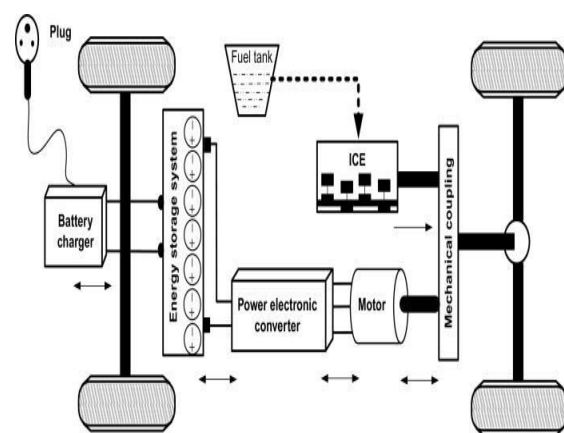 Plug
Fuel tank
ICE
Battery
charger
Energy storage system
Power electronic
converter
Motor
Mechanical coupling